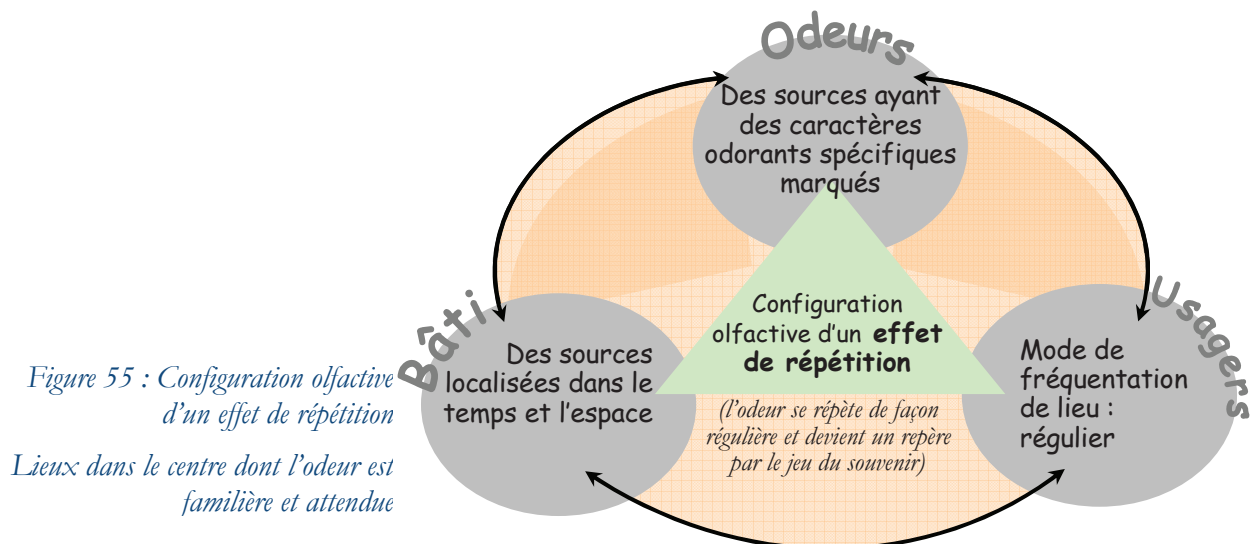 Odeurs
Des sources ayant
des caractères
odorants spécifiques
marqués
Bâti
Des sources
localisées dans le
temps et l'espace
Configuration
olfactive d'un effet
de répétition
(l'odeur se répète de façon
régulière et devient un repère
par le jeu du souvenir)
Usagers
Mode de
fréquentation
de lieu :
régulier
Figure 55 : Configuration olfactive
d'un effet de répétition
Lieux dans le centre dont l'odeur est
familière et attendue